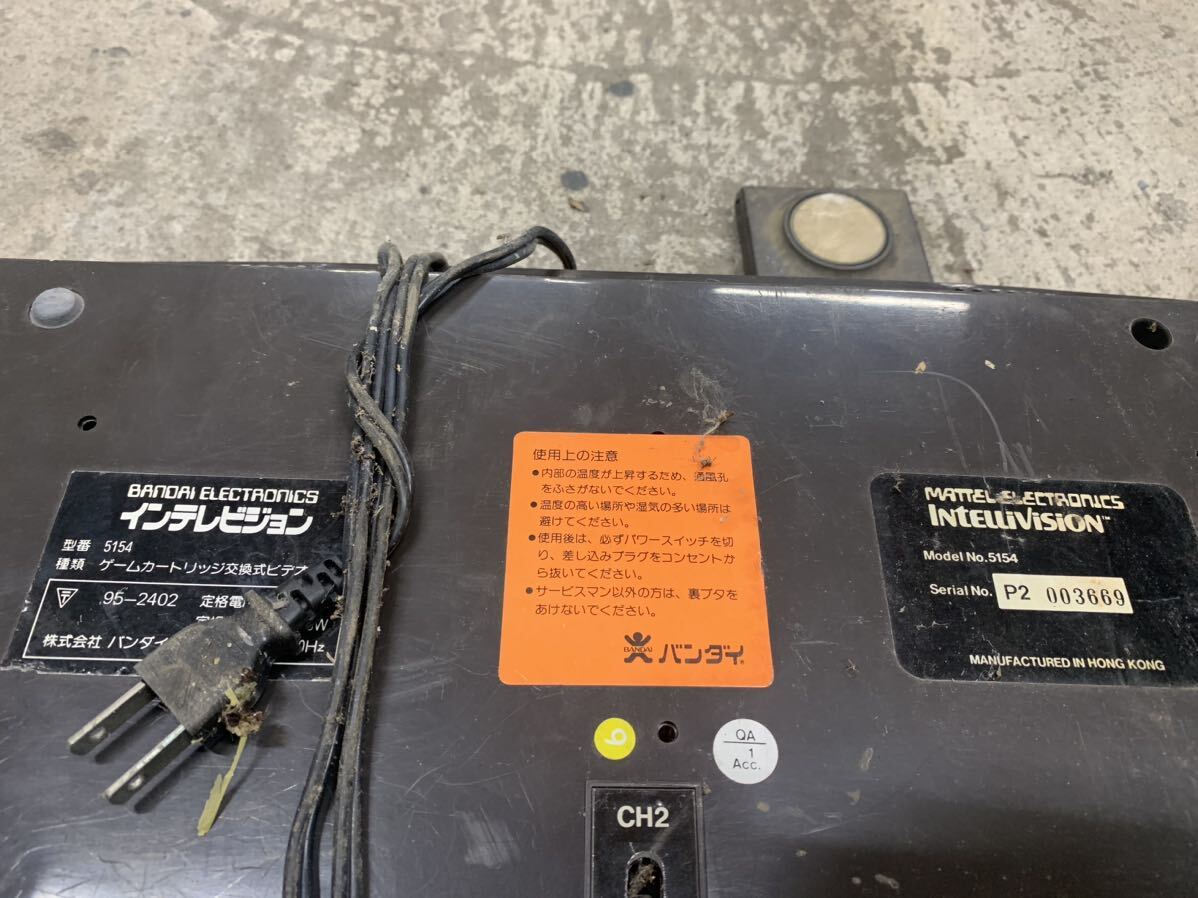 BANDAI ELECTRONICS
インテレビジョン
型番 5154
種類 ゲームカートリッジ交換式ビデオ
95-2402 定格電
W
株式会社 バンダイ
0Hz
使用上の注意
●内部の温度が上昇するため、通風孔
をふさがないでください。
●温度の高い場所や湿気の多い場所は
避けてください。
●使用後は、必ずパワースイッチを切
り、差し込みプラグをコンセントか
ら抜いてください。
●サービスマン以外の方は、裏ブタを
あけないでください。
BANDAI バンダイ®
MATTEL ELECTRONICS
INTELLIVISION™
Model No.5154
Serial No. P2 003669
MANUFACTURED IN HONG KONG
6
QA
1
Acc.
CH2